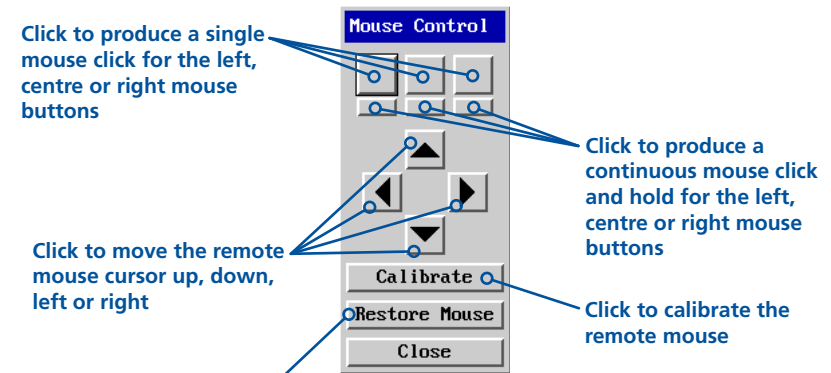 Mouse Control
Click to produce a single
mouse click for the left,
centre or right mouse
buttons
Click to produce a
continuous mouse click
and hold for the left,
centre or right mouse
buttons
Click to move the remote
mouse cursor up, down,
left or right
Calibrate
Click to calibrate the
remote mouse
Restore Mouse
Close